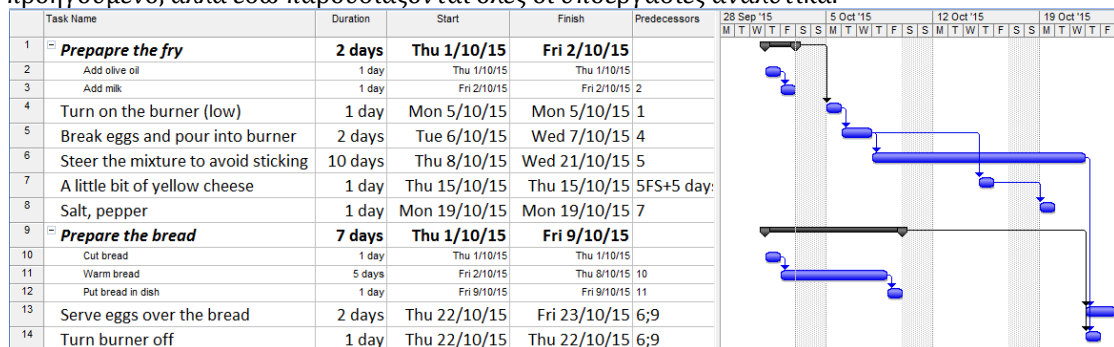 προηγούμενο, αλλά εδώ παρουσιάζονται όλες οι υποεργασίες αναλυτικά.
Task Name Duration Start Finish Predecessors 28 Sep '15 5 Oct '15 12 Oct '15 19 Oct '15
M T W T F S S M T W T F S S M T W T F S S M T W T F
1 Prepapre the fry 2 days Thu 1/10/15 Fri 2/10/15
2 Add olive oil 1 day Thu 1/10/15 Thu 1/10/15
3 Add milk 1 day Fri 2/10/15 Fri 2/10/15 2
4 Turn on the burner (low) 1 day Mon 5/10/15 Mon 5/10/15 1
5 Break eggs and pour into burner 2 days Tue 6/10/15 Wed 7/10/15 4
6 Steer the mixture to avoid sticking 10 days Thu 8/10/15 Wed 21/10/15 5
7 A little bit of yellow cheese 1 day Thu 15/10/15 Thu 15/10/15 5FS+5 day
8 Salt, pepper 1 day Mon 19/10/15 Mon 19/10/15 7
9 Prepare the bread 7 days Thu 1/10/15 Fri 9/10/15
10 Cut bread 1 day Thu 1/10/15 Thu 1/10/15
11 Warm bread 5 days Fri 2/10/15 Thu 8/10/15 10
12 Put bread in dish 1 day Fri 9/10/15 Fri 9/10/15 11
13 Serve eggs over the bread 2 days Thu 22/10/15 Fri 23/10/15 6;9
14 Turn burner off 1 day Thu 22/10/15 Thu 22/10/15 6;9